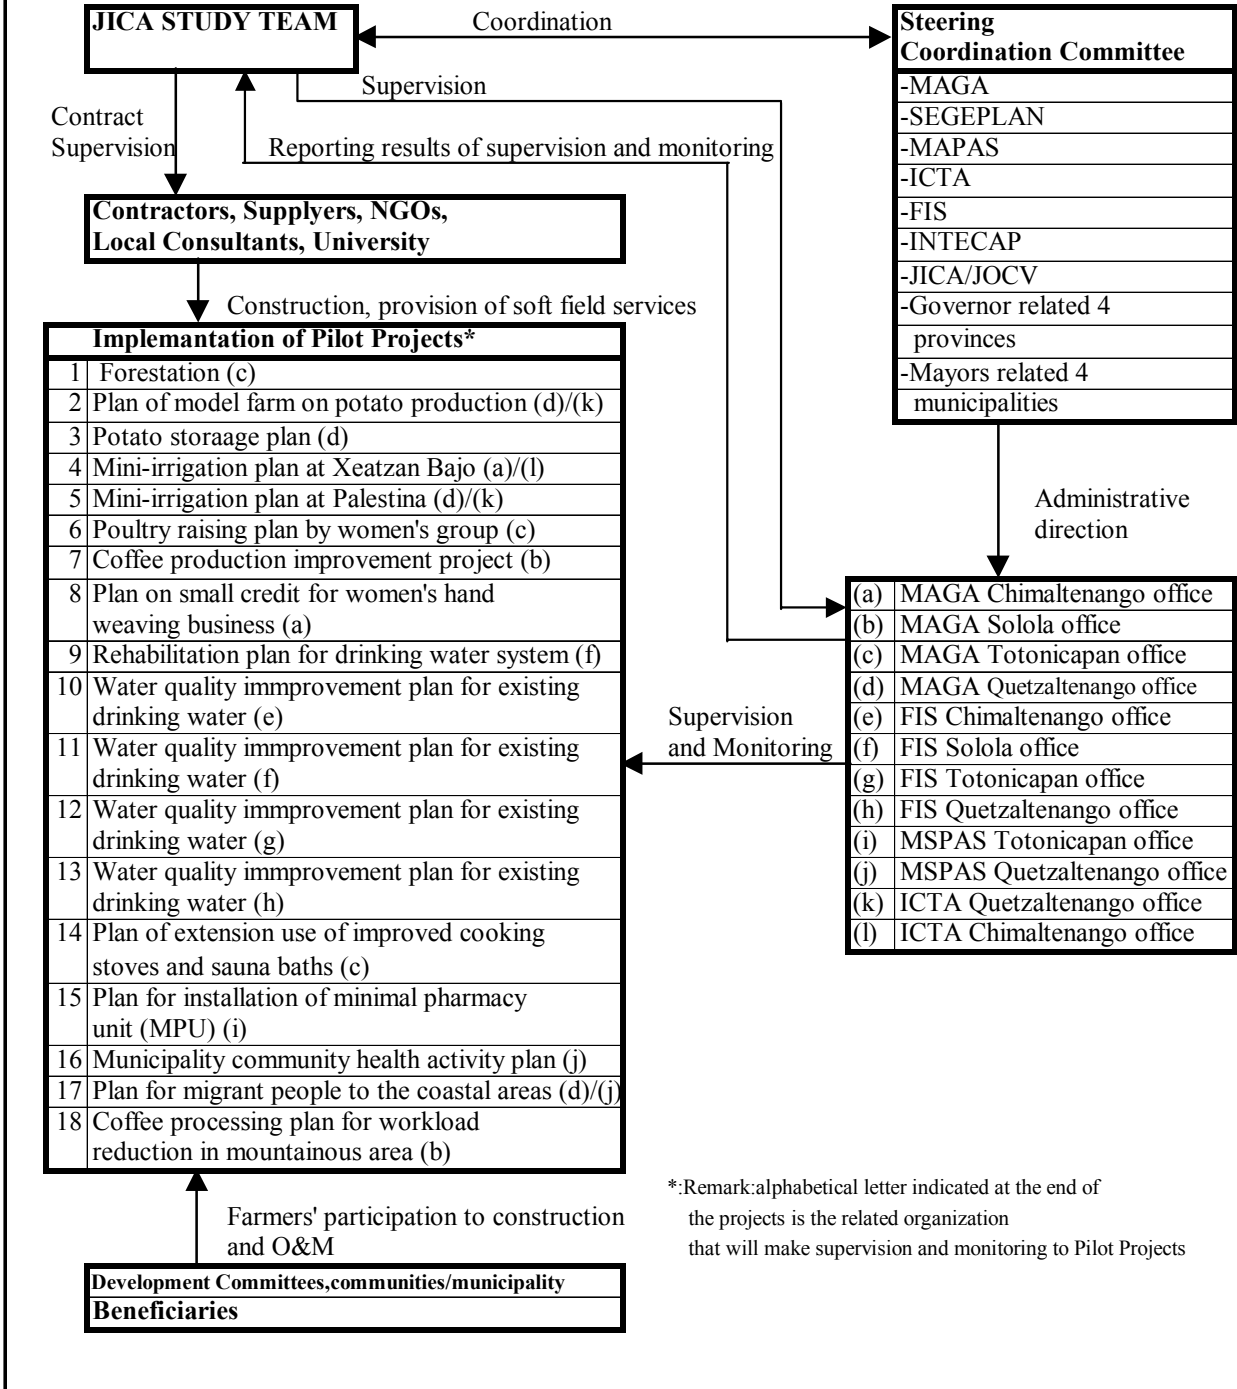 JICA STUDY TEAM
Coordination
Steering
Coordination Committee
-MAGA
-SEGEPLAN
-MAPAS
-ICTA
-FIS
-INTECAP
-JICA/JOCV
-Governor related 4
provinces
-Mayors related 4
municipalities
Supervision
Contract
Supervision
Reporting results of supervision and monitoring
Contractors, Supplyers, NGOs,
Local Consultants, University
Construction, provision of soft field services
Implemantation of Pilot Projects*
1 Forestation (c)
2 Plan of model farm on potato production (d)/(k)
3 Potato storaage plan (d)
4 Mini-irrigation plan at Xeatzan Bajo (a)/(l)
5 Mini-irrigation plan at Palestina (d)/(k)
6 Poultry raising plan by women's group (c)
7 Coffee production improvement project (b)
8 Plan on small credit for women's hand
weaving business (a)
9 Rehabilitation plan for drinking water system (f)
10 Water quality immprovement plan for existing
drinking water (e)
11 Water quality immprovement plan for existing
drinking water (f)
12 Water quality immprovement plan for existing
drinking water (g)
13 Water quality immprovement plan for existing
drinking water (h)
14 Plan of extension use of improved cooking
stoves and sauna baths (c)
15 Plan for installation of minimal pharmacy
unit (MPU) (i)
16 Municipality community health activity plan (j)
17 Plan for migrant people to the coastal areas (d)/(j)
18 Coffee processing plan for workload
reduction in mountainous area (b)
Administrative
direction
(a) MAGA Chimaltenango office
(b) MAGA Solola office
(c) MAGA Totonicapan office
(d) MAGA Quetzaltenango office
(e) FIS Chimaltenango office
(f) FIS Solola office
(g) FIS Totonicapan office
(h) FIS Quetzaltenango office
(i) MSPAS Totonicapan office
(j) MSPAS Quetzaltenango office
(k) ICTA Quetzaltenango office
(l) ICTA Chimaltenango office
Supervision
and Monitoring
*:Remark:alphabetical letter indicated at the end of
the projects is the related organization
that will make supervision and monitoring to Pilot Projects
Farmers' participation to construction
and O&M
Development Committees,communities/municipality
Beneficiaries